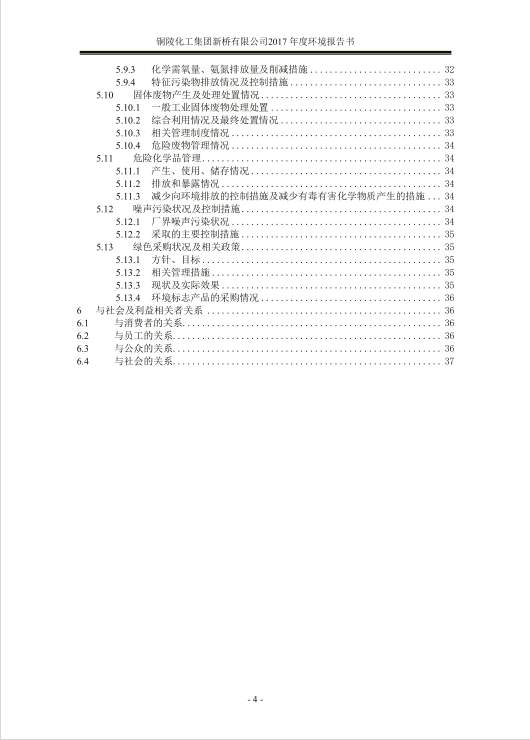 铜陵化工集团新桥有限公司2017 年度环境报告书
5.9.3 化学需氧量、氨氮排放量及削减措施........................... 32
5.9.4 特征污染物排放情况及控制措施............................... 33
5.10 固体废物产生及处理处置情况..................................... 33
5.10.1 一般工业固体废物处理处置................................... 33
5.10.2 综合利用情况及最终处置情况................................. 33
5.10.3 相关管理制度情况........................................... 33
5.10.4 危险废物管理情况........................................... 34
5.11 危险化学品管理................................................. 34
5.11.1 产生、使用、储存情况....................................... 34
5.11.2 排放和暴露情况............................................. 34
5.11.3 减少向环境排放的控制措施及减少有毒有害化学物质产生的措施 ... 34
5.12 噪声污染状况及控制措施......................................... 34
5.12.1 厂界噪声污染状况........................................... 34
5.12.2 采取的主要控制措施......................................... 35
5.13 绿色采购状况及相关政策......................................... 35
5.13.1 方针、目标................................................. 35
5.13.2 相关管理措施............................................... 35
5.13.3 现状及实际效果............................................. 35
5.13.4 环境标志产品的采购情况..................................... 36
6 与社会及利益相关者关系 ................................................ 36
6.1 与消费者的关系..................................................... 36
6.2 与员工的关系....................................................... 36
6.3 与公众的关系....................................................... 36
6.4 与社会的关系....................................................... 37
- 4 -